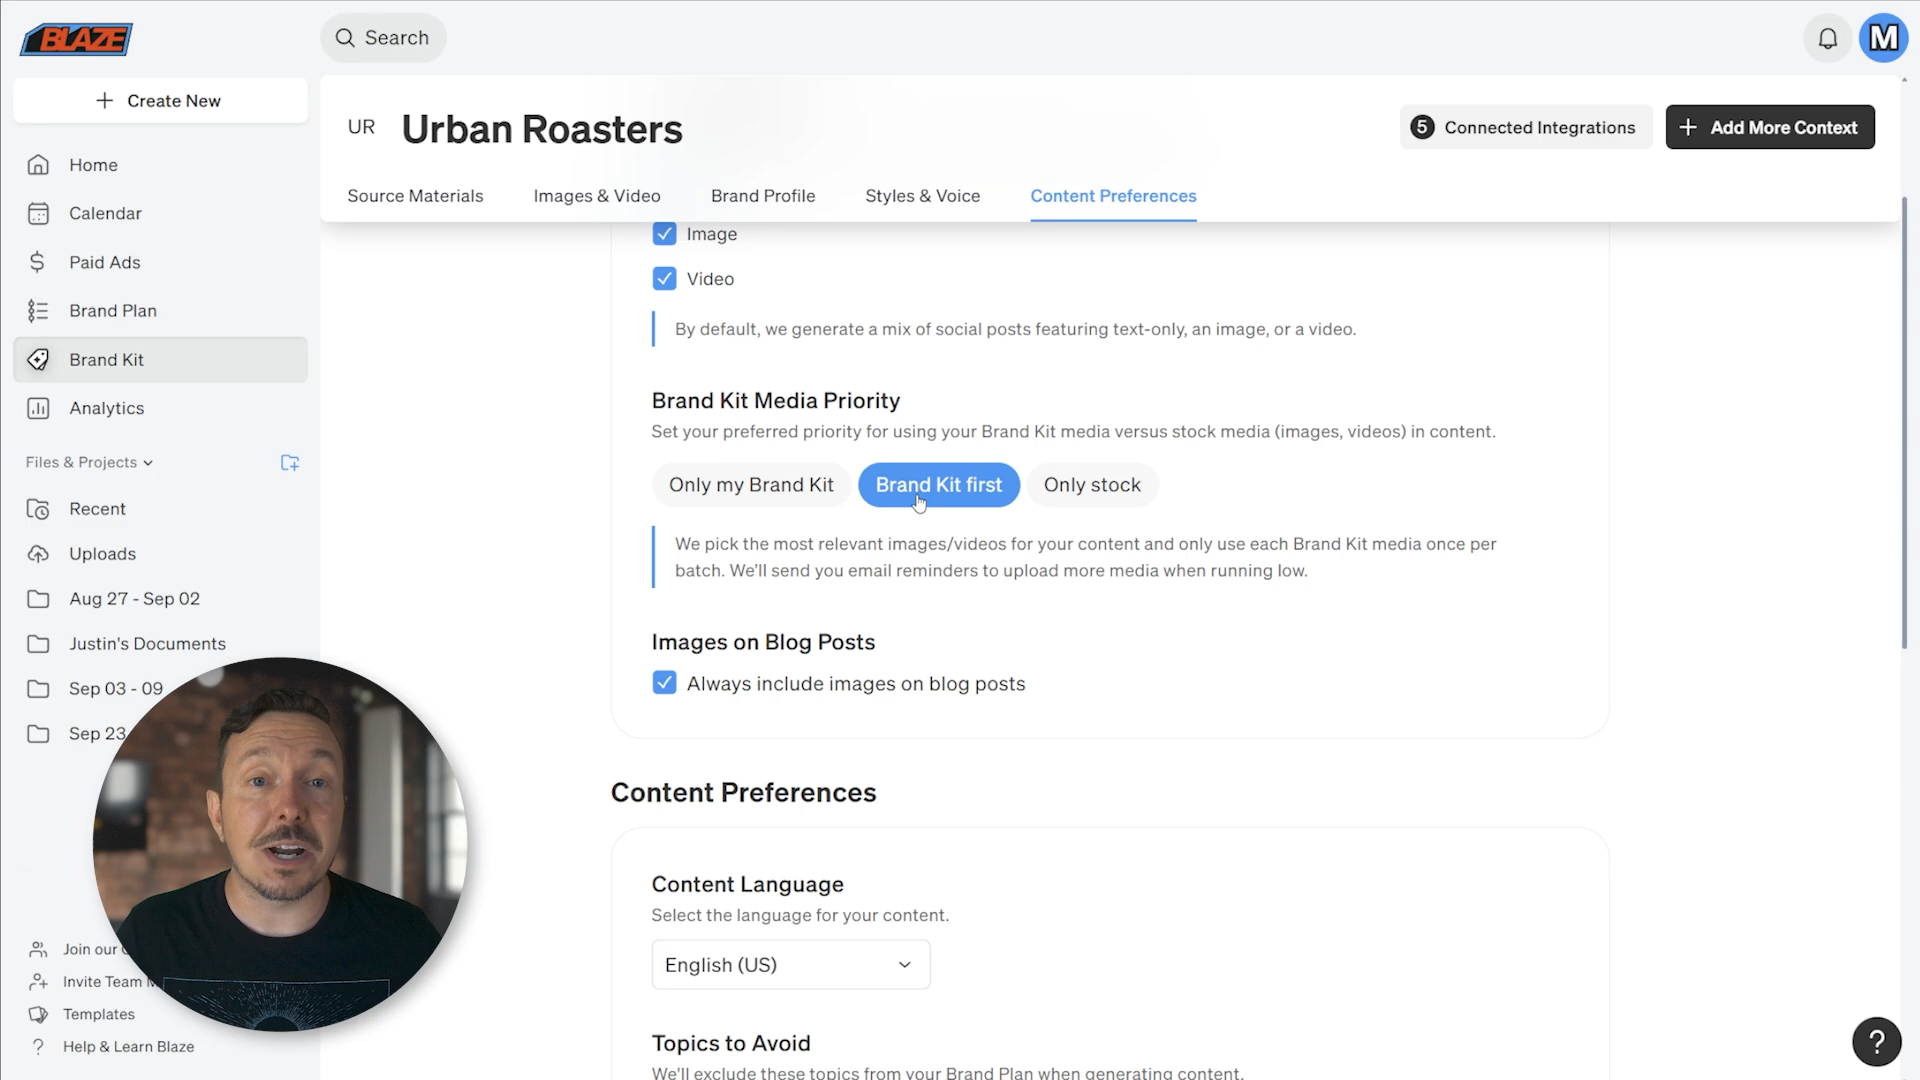 BLAZE
Search
M
Create New
UR
Urban Roasters
5 Connected Integrations
Add More Context
Home
Calendar
Paid Ads
Brand Plan
Brand Kit
Analytics
Files & Projects
Recent
Uploads
Aug 27 - Sep 02
Justin's Documents
Sep 03 - 09
Sep 23
Join our
Invite Team
Templates
? Help & Learn Blaze
Source Materials Images & Video Brand Profile Styles & Voice Content Preferences
Image
Video
By default, we generate a mix of social posts featuring text-only, an image, or a video.
Brand Kit Media Priority
Set your preferred priority for using your Brand Kit media versus stock media (images, videos) in content.
Only my Brand Kit Brand Kit first Only stock
We pick the most relevant images/videos for your content and only use each Brand Kit media once per
batch. We'll send you email reminders to upload more media when running low.
Images on Blog Posts
Always include images on blog posts
Content Preferences
Content Language
Select the language for your content.
English (US)
Topics to Avoid
We'll exclude these topics from your Brand Plan when generating content.
?